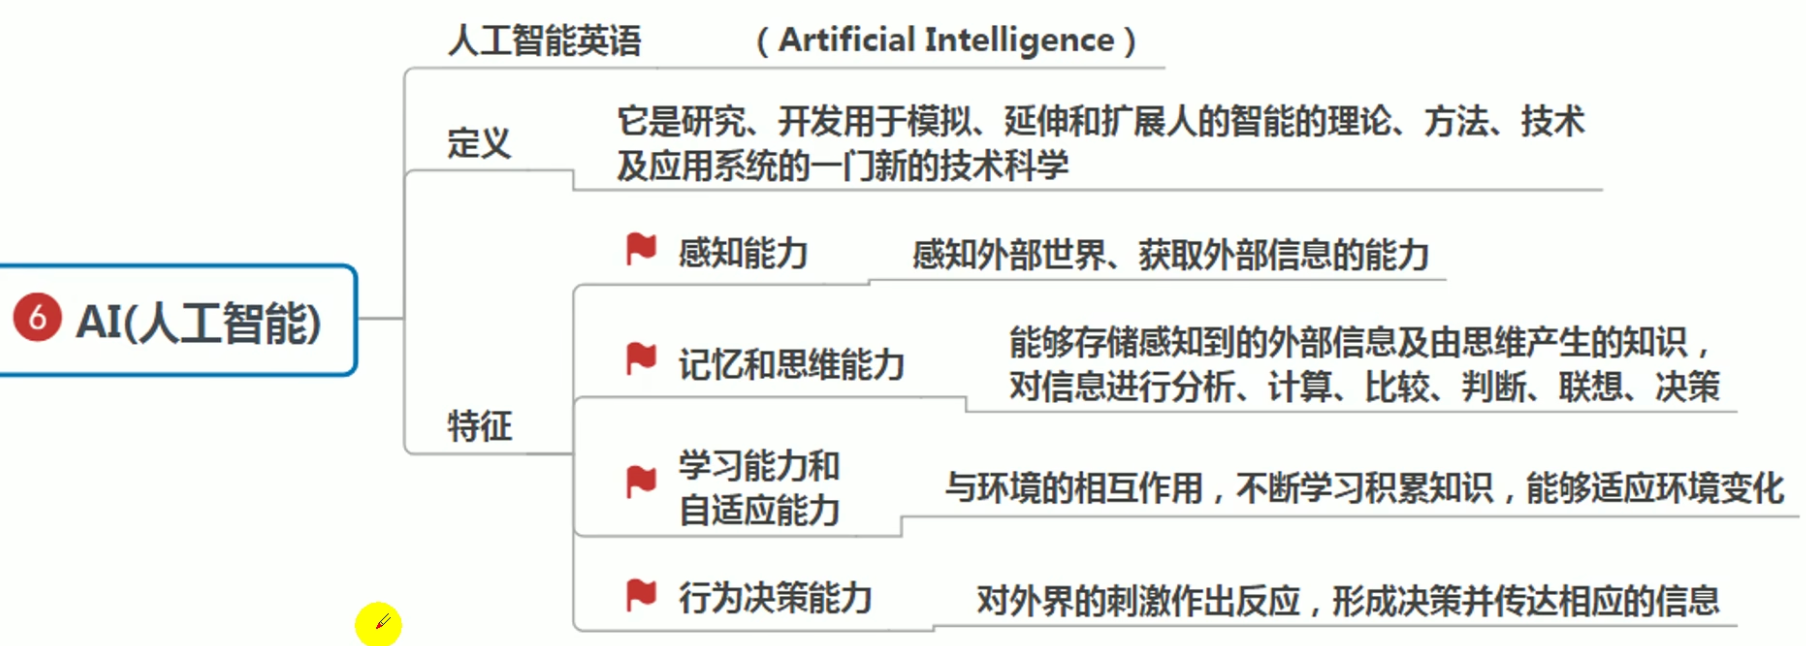 人工智能英语 （Artificial Intelligence）
定义
它是研究、开发用于模拟、延伸和扩展人的智能的理论、方法、技术
及应用系统的一门新的技术科学
6 AI(人工智能)
特征
感知能力 感知外部世界、获取外部信息的能力
记忆和思维能力
能够存储感知到的外部信息及由思维产生的知识，
对信息进行分析、计算、比较、判断、联想、决策
学习能力和
自适应能力
与环境的相互作用，不断学习积累知识，能够适应环境变化
行为决策能力 对外界的刺激作出反应，形成决策并传达相应的信息